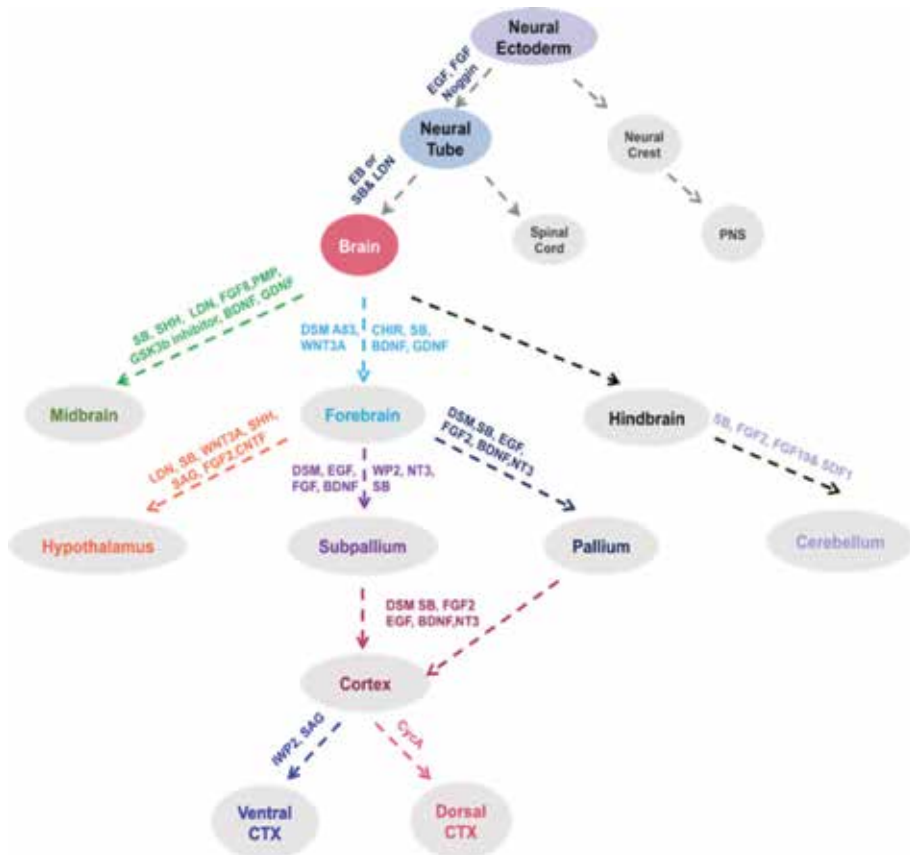 Neural
Ectoderm
EGF, FGF
Noggin
Neural
Tube
Neural
Crest
EB or
SB& LDN
Brain
Spinal
Cord
PNS
SB, SHH, LDN, FGF8,PMP,
GSK3b inhibitor, BDNF, GDNF
DSM A83,
WNT3A
CHIR, SB,
BDNF, GDNF
Midbrain
Forebrain
Hindbrain
LDN, SB, WNT3A, SHH,
SAG, FGF2,CNTF
DSM, EGF,
FGF, BDNF
WP2, NT3,
SB
DSM,SB, EGF,
FGF2, BDNF,NT3
SB, FGF2, FGF19& SDF1
Hypothalamus
Subpallium
Pallium
Cerebellum
DSM SB, FGF2
EGF, BDNF,NT3
Cortex
IWP2, SAG
CycA
Ventral
CTX
Dorsal
CTX